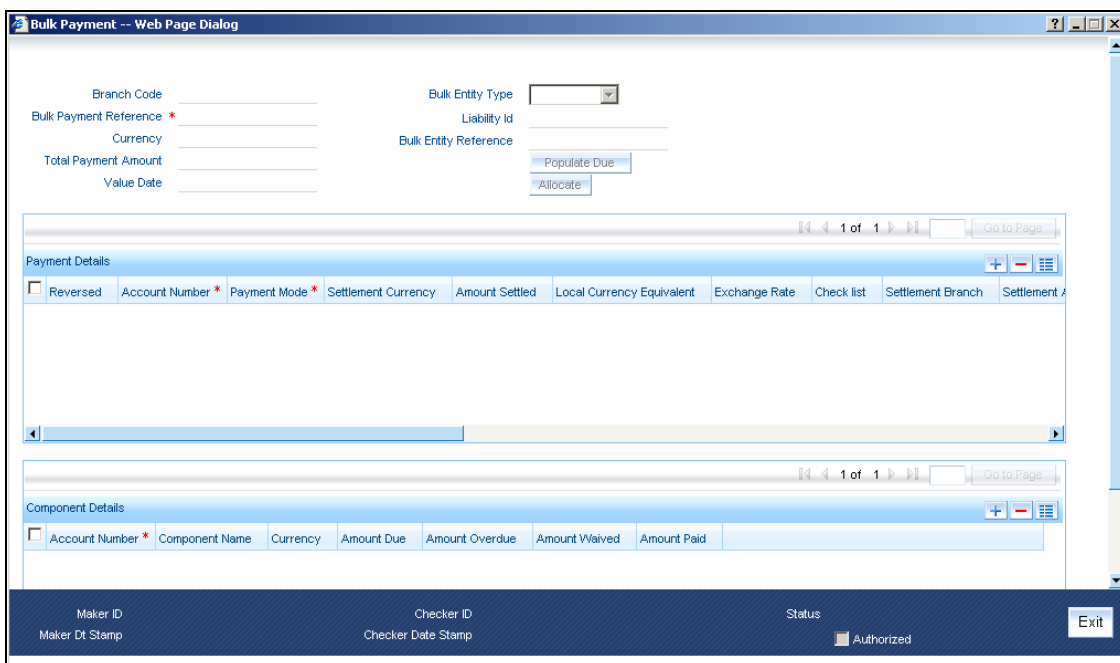 Bulk Payment -- Web Page Dialog
Branch Code
Bulk Entity Type
Bulk Payment Reference *
Liability Id
Currency
Bulk Entity Reference
Total Payment Amount
Populate Due
Value Date
Allocate
1 of 1 Go to Page
Payment Details
Reversed Account Number * Payment Mode * Settlement Currency Amount Settled Local Currency Equivalent Exchange Rate Check list Settlement Branch Settlement A
1 of 1 Go to Page
Component Details
Account Number * Component Name Currency Amount Due Amount Overdue Amount Waived Amount Paid
Maker ID Checker ID Status
Exit
Maker Dt Stamp Checker Date Stamp Authorized